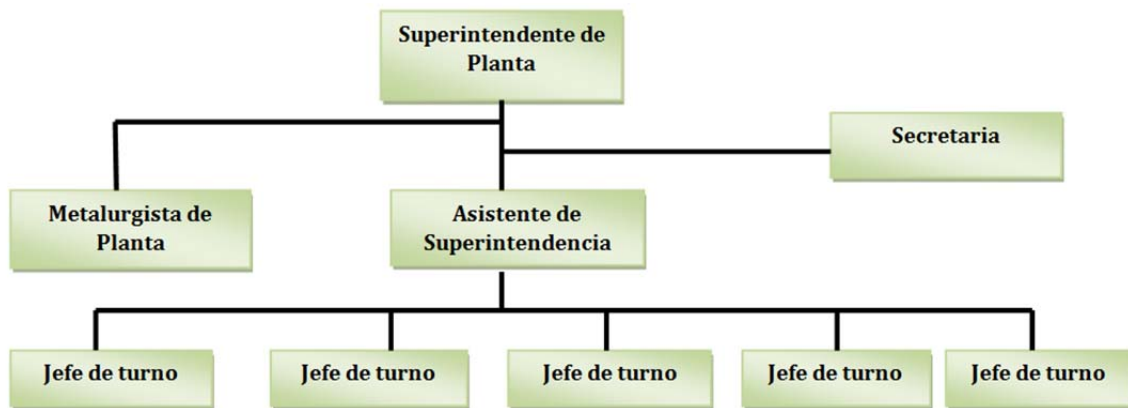 Superintendente de
Planta
Secretaria
Metalurgista de
Planta
Asistente de
Superintendencia
Jefe de turno
Jefe de turno
Jefe de turno
Jefe de turno
Jefe de turno